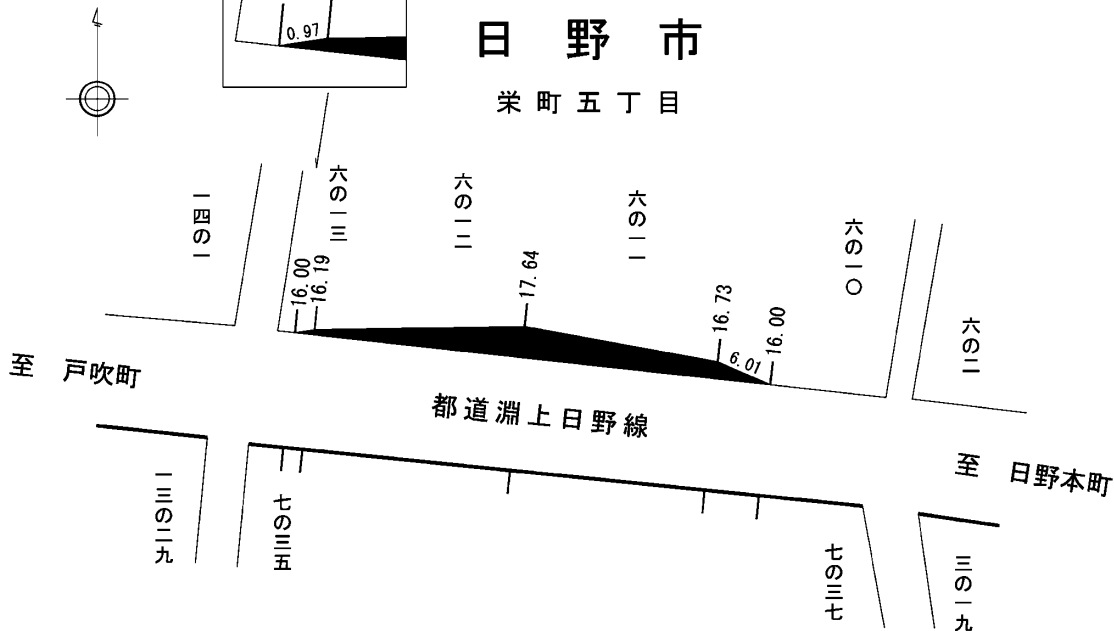 日野市
栄町五丁目
0.97
一四の一
六の一三
六の一二
六の一一
六の一〇
六の二
16.00
16.19
17.64
16.73
6.01
16.00
至 戸吹町
都道淵上日野線
至 日野本町
一三の二九
七の三五
七の三七
三の一九